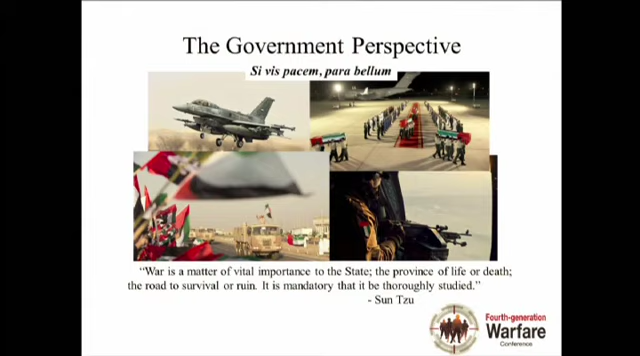 The Government Perspective
Si vis pacem, para bellum
“War is a matter of vital importance to the State; the province of life or death;
the road to survival or ruin. It is mandatory that it be thoroughly studied.”
- Sun Tzu
Fourth-generation
Warfare
Conference